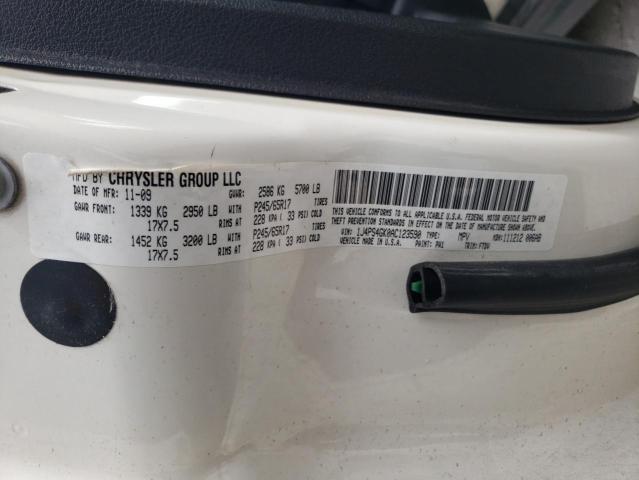 MFD BY CHRYSLER GROUP LLC
DATE OF MFR: 11-09 GVWR: 2586 KG 5700 LB
GAWR FRONT: 1339 KG 2950 LB WITH P245/65R17 TIRES
17X7.5 RIMS AT 228 KPA ( 33 PSI) COLD
GAWR REAR: 1452 KG 3200 LB WITH P245/65R17 TIRES
17X7.5 RIMS AT 228 KPA ( 33 PSI) COLD
THIS VEHICLE CONFORMS TO ALL APPLICABLE U.S.A. FEDERAL MOTOR VEHICLE SAFETY AND
THEFT PREVENTION STANDARDS IN EFFECT ON THE DATE OF MANUFACTURE SHOWN ABOVE.
VIN: 1J4PS4GK0AC123590 TYPE: MPV MDH: 111212 006AB
MADE IN U.S.A. PAINT: PW1 TRIM: